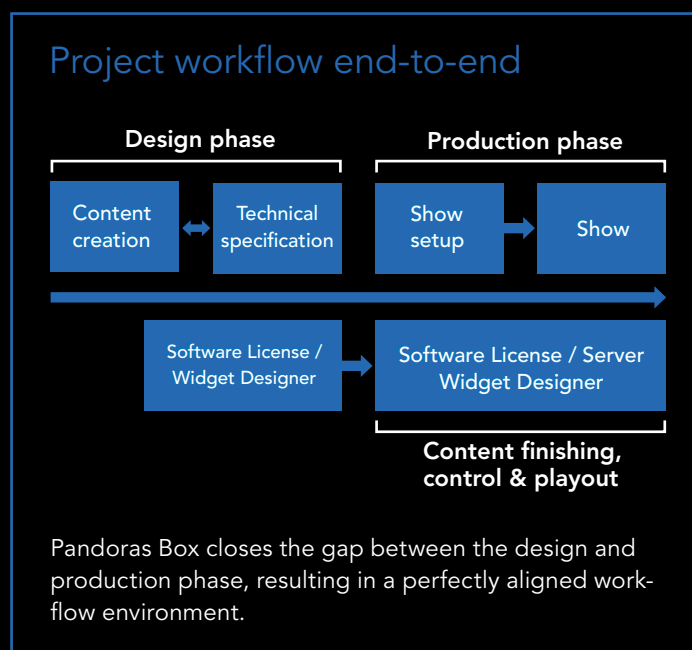 Project workflow end-to-end
Design phase
Production phase
Content
creation
Technical
specification
Show
setup
Show
Software License /
Widget Designer
Software License / Server
Widget Designer
Content finishing,
control & playout
Pandoras Box closes the gap between the design and
production phase, resulting in a perfectly aligned work-
flow environment.